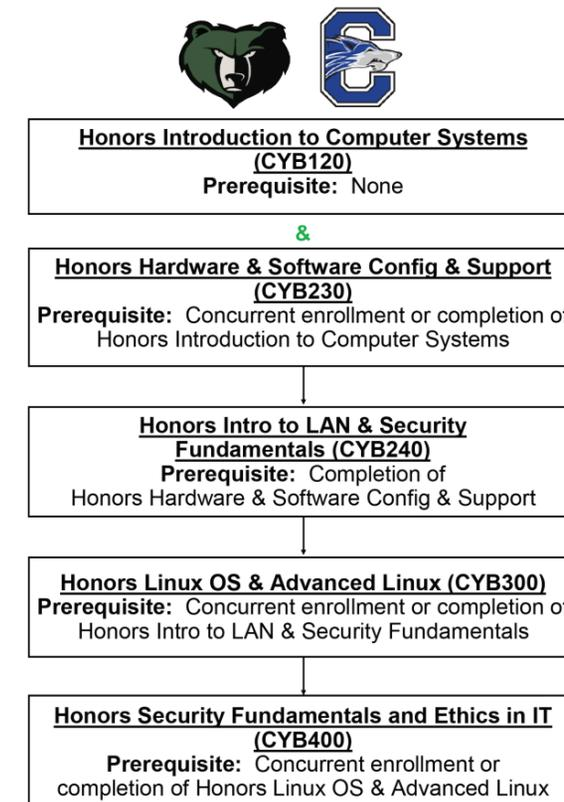 C
Honors Introduction to Computer Systems
(CYB120)
Prerequisite: None
&
Honors Hardware & Software Config & Support
(CYB230)
Prerequisite: Concurrent enrollment or completion of
Honors Introduction to Computer Systems
Honors Intro to LAN & Security
Fundamentals (CYB240)
Prerequisite: Completion of
Honors Hardware & Software Config & Support
Honors Linux OS & Advanced Linux (CYB300)
Prerequisite: Concurrent enrollment or completion of
Honors Intro to LAN & Security Fundamentals
Honors Security Fundamentals and Ethics in IT
(CYB400)
Prerequisite: Concurrent enrollment or
completion of Honors Linux OS & Advanced Linux